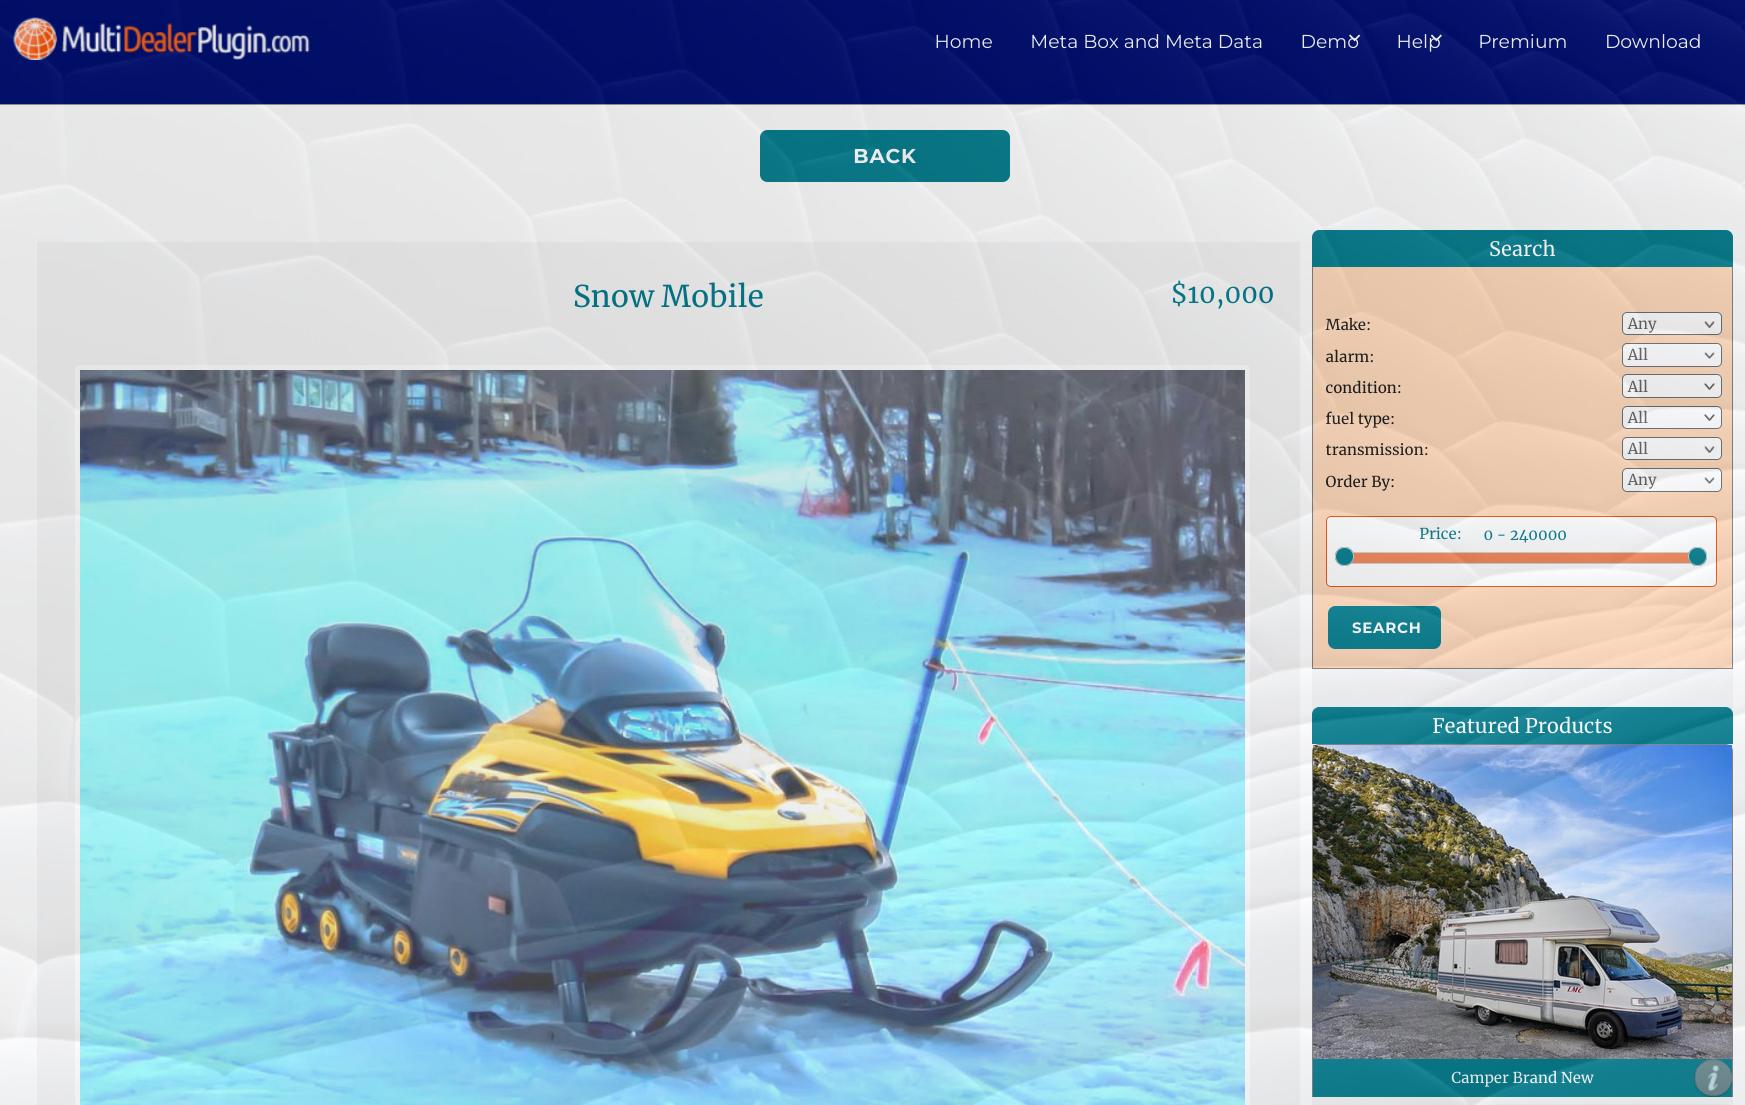 MultiDealerPlugin.com
Home Meta Box and Meta Data Demo Help Premium Download
BACK
Snow Mobile
$10,000
Search
Make: Any
alarm: All
condition: All
fuel type: All
transmission: All
Order By: Any
Price: 0 - 240000
SEARCH
Featured Products
LMC
Camper Brand New
i